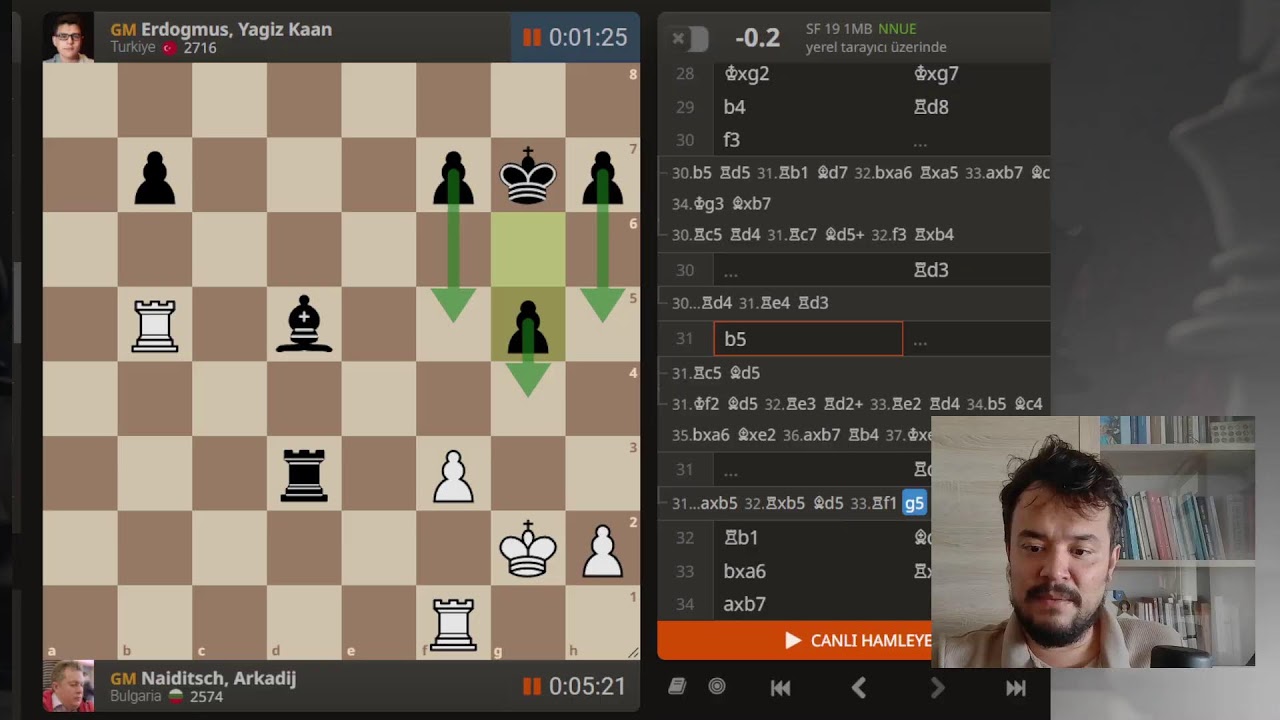 GM Erdogmus, Yagiz Kaan
Turkiye 2716
0:01:25
8
7
6
5
4
3
2
1
a b c d e f g h
GM Naiditsch, Arkadij
Bulgaria 2574
0:05:21
-0.2
SF 19 1MB NNUE
yerel tarayıcı üzerinde
28 ♔xg2 ♔xg7
29 b4 ♖d8
30 f3 ...
30.b5 ♖d5 31.♖b1 ♗d7 32.bxa6 ♖xa5 33.axb7 ♗c
34.♔g3 ♗xb7
30.♖c5 ♖d4 31.♖c7 ♗d5+ 32.f3 ♖xb4
30 ... ♖d3
30...♖d4 31.♖e4 ♖d3
31 b5 ...
31.♖c5 ♗d5
31.♔f2 ♗d5 32.♖e3 ♖d2+ 33.♖e2 ♖d4 34.b5 ♗c4
35.bxa6 ♗xe2 36.axb7 ♖b4 37.♔xe
31 ... ♖
31...axb5 32.♖xb5 ♗d5 33.♖f1 g5
32 ♖b1 ♗
33 bxa6 ♖x
34 axb7
CANLI HAMLEYE